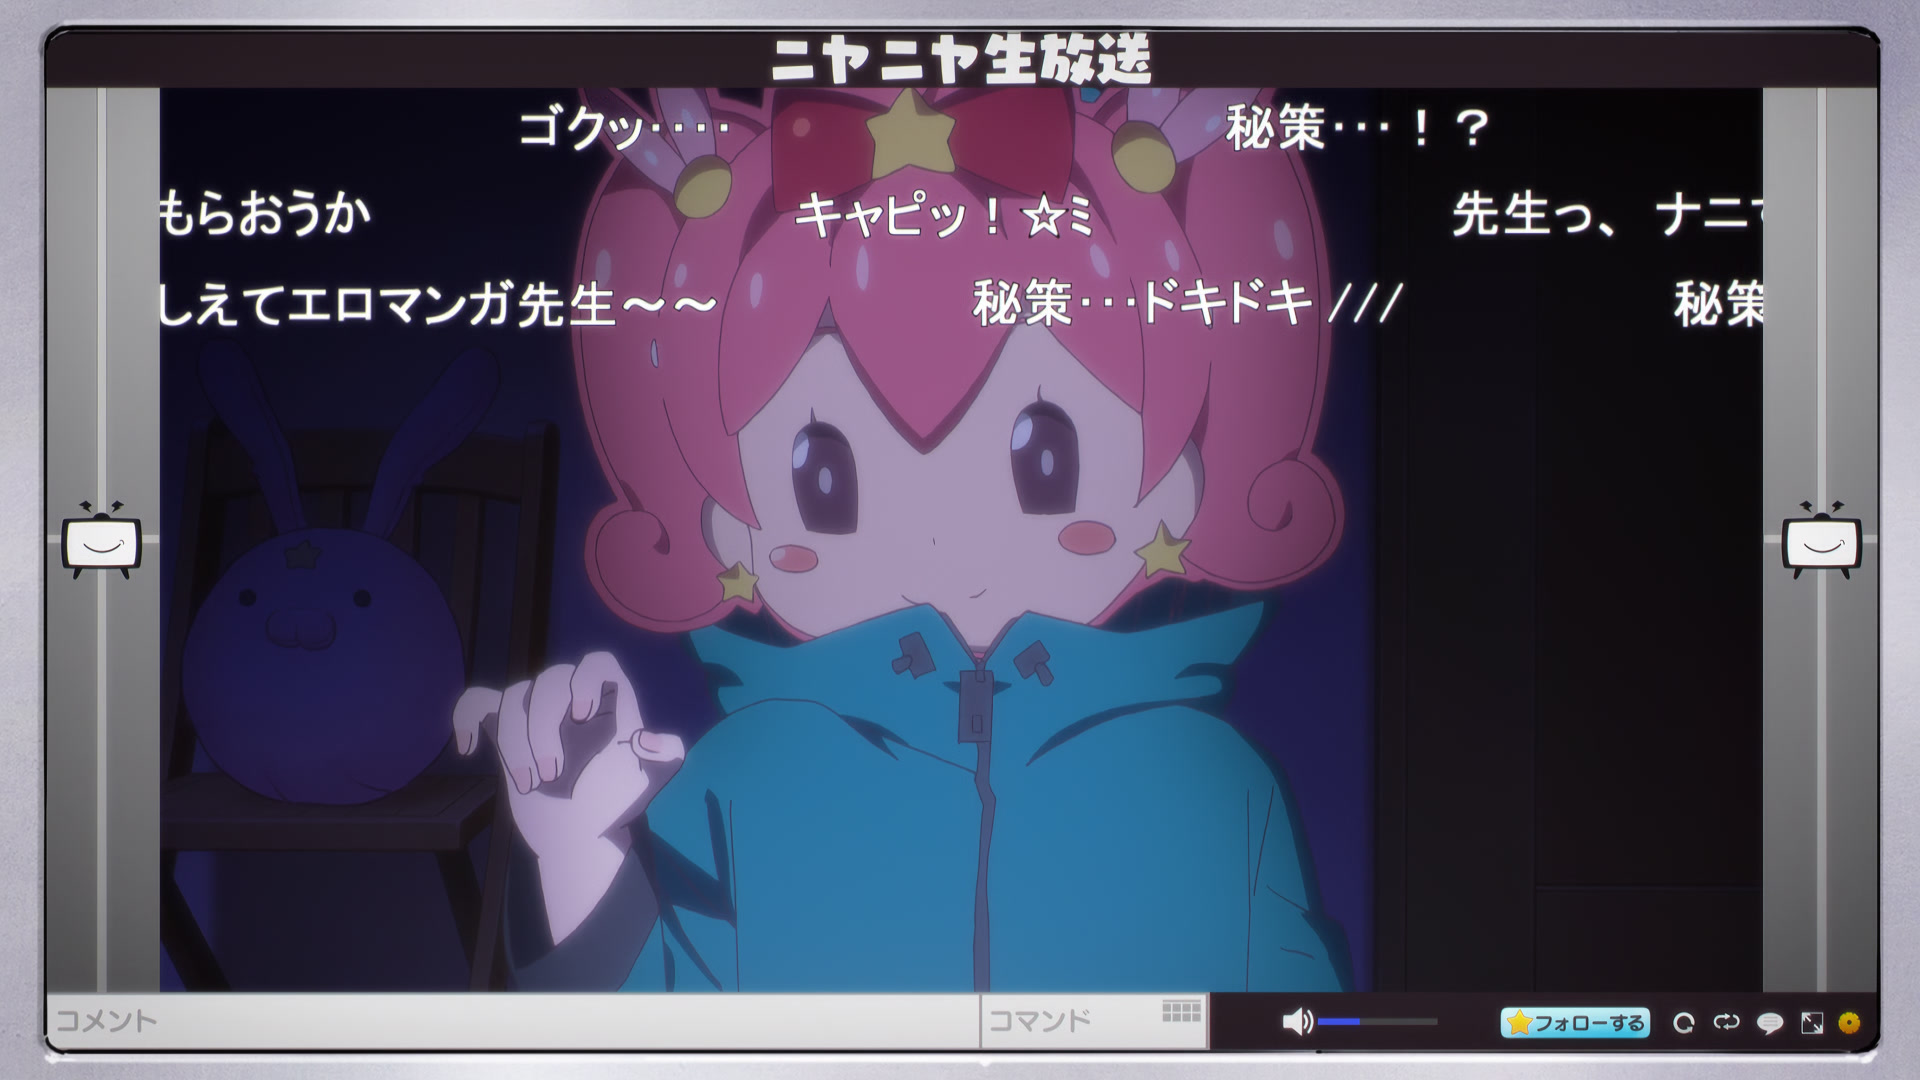 ニヤニヤ生放送
ゴクッ‥‥ 秘策…！？
もらおうか キャピッ！☆ミ 先生っ、ナニ
しえてエロマンガ先生～～ 秘策…ドキドキ /// 秘策
コメント コマンド フォローする